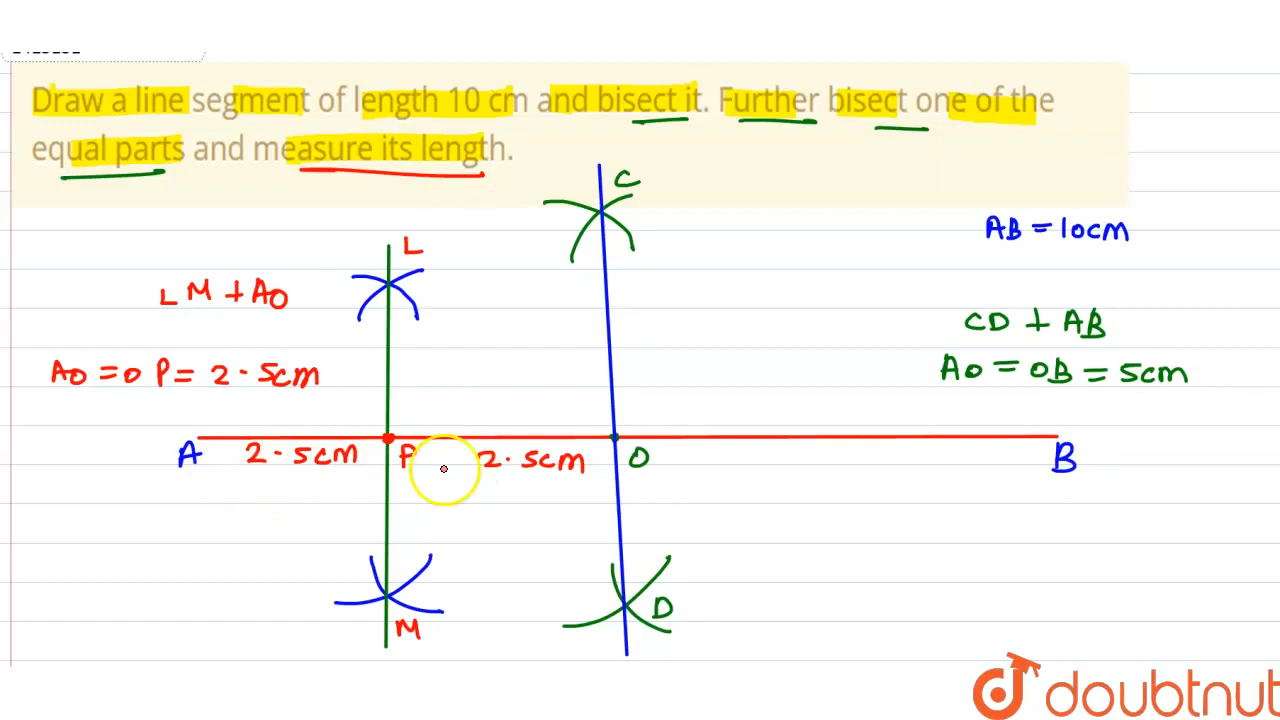 Draw a line segment of length 10 cm and bisect it. Further bisect one of the
equal parts and measure its length.
C
AB = 10cm
L
LM ⊥ AO
CD ⊥ AB
AO = O P = 2.5cm
AO = OB = 5cm
A 2.5cm P 2.5cm O B
D
M
doubtnut